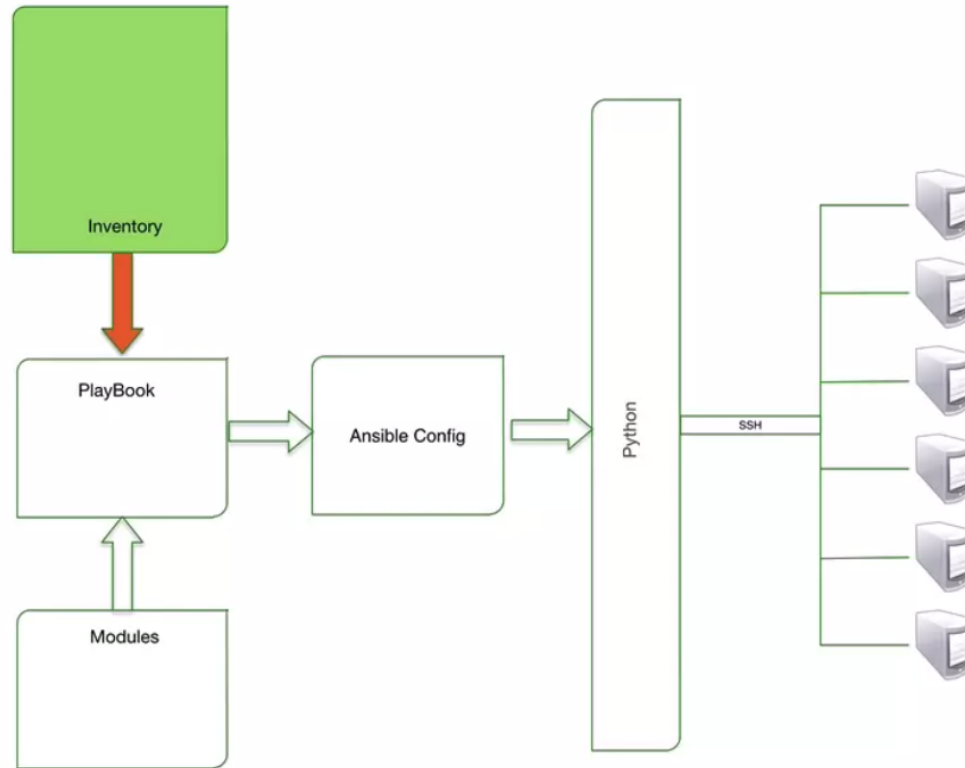 Inventory
PlayBook
Ansible Config
Python
SSH
Modules